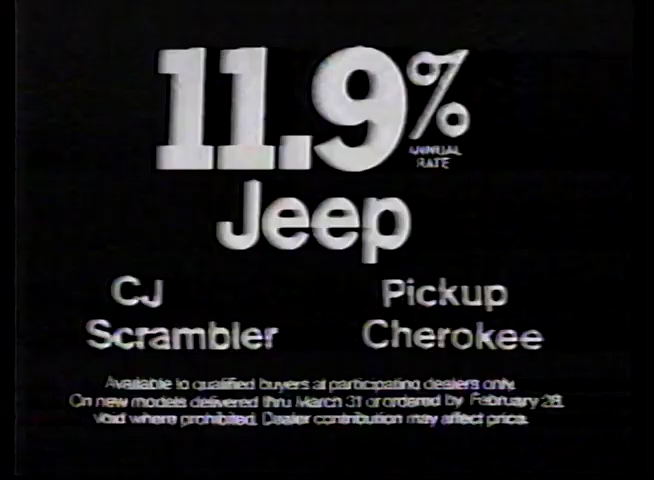 11.9%
ANNUAL
RATE
Jeep
CJ Pickup
Scrambler Cherokee
Available to qualified buyers at participating dealers only.
On new models delivered thru March 31 or ordered by February 28.
Void where prohibited. Dealer contribution may affect price.